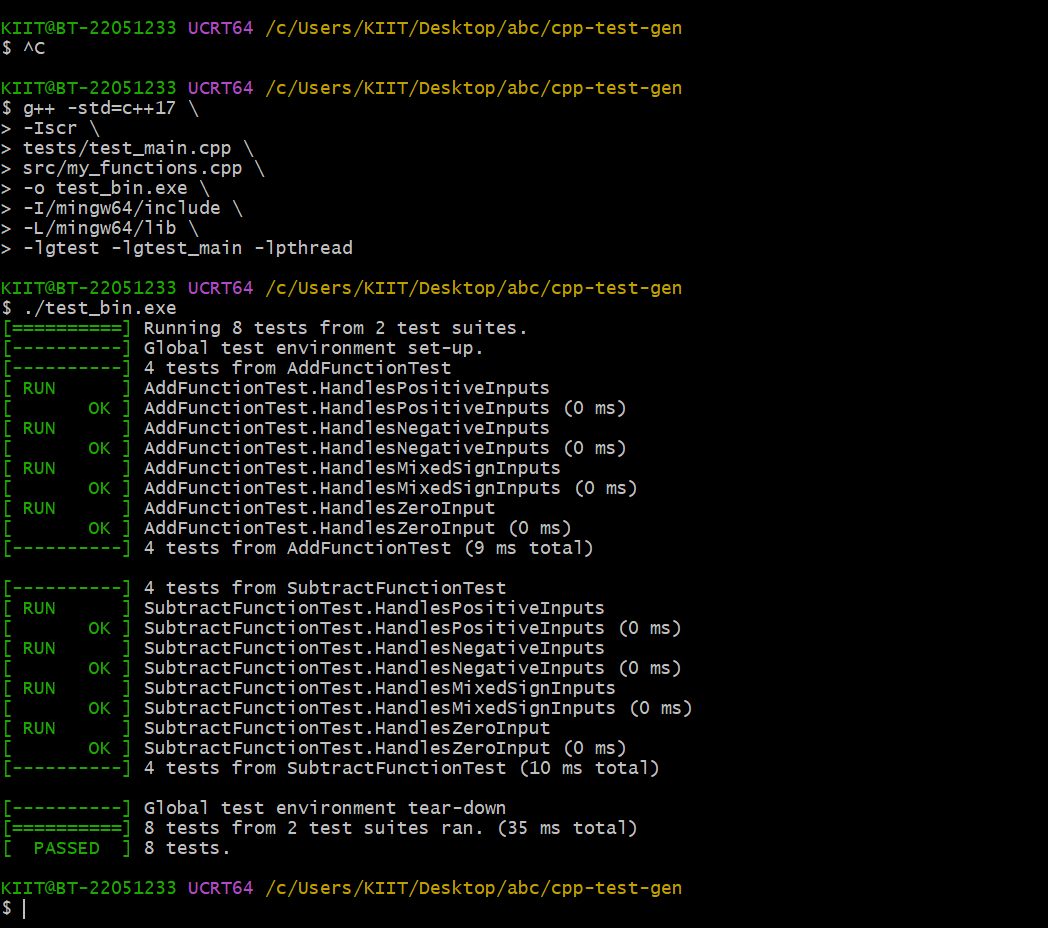 KIIT@BT-22051233 UCRT64 /c/Users/KIIT/Desktop/abc/cpp-test-gen
$ ^C
KIIT@BT-22051233 UCRT64 /c/Users/KIIT/Desktop/abc/cpp-test-gen
$ g++ -std=c++17 \
> -Iscr \
> tests/test_main.cpp \
> src/my_functions.cpp \
> -o test_bin.exe \
> -I/mingw64/include \
> -L/mingw64/lib \
> -lgtest -lgtest_main -lpthread
KIIT@BT-22051233 UCRT64 /c/Users/KIIT/Desktop/abc/cpp-test-gen
$ ./test_bin.exe
[==========] Running 8 tests from 2 test suites.
[----------] Global test environment set-up.
[----------] 4 tests from AddFunctionTest
[ RUN      ] AddFunctionTest.HandlesPositiveInputs
[       OK ] AddFunctionTest.HandlesPositiveInputs (0 ms)
[ RUN      ] AddFunctionTest.HandlesNegativeInputs
[       OK ] AddFunctionTest.HandlesNegativeInputs (0 ms)
[ RUN      ] AddFunctionTest.HandlesMixedSignInputs
[       OK ] AddFunctionTest.HandlesMixedSignInputs (0 ms)
[ RUN      ] AddFunctionTest.HandlesZeroInput
[       OK ] AddFunctionTest.HandlesZeroInput (0 ms)
[----------] 4 tests from AddFunctionTest (9 ms total)
[----------] 4 tests from SubtractFunctionTest
[ RUN      ] SubtractFunctionTest.HandlesPositiveInputs
[       OK ] SubtractFunctionTest.HandlesPositiveInputs (0 ms)
[ RUN      ] SubtractFunctionTest.HandlesNegativeInputs
[       OK ] SubtractFunctionTest.HandlesNegativeInputs (0 ms)
[ RUN      ] SubtractFunctionTest.HandlesMixedSignInputs
[       OK ] SubtractFunctionTest.HandlesMixedSignInputs (0 ms)
[ RUN      ] SubtractFunctionTest.HandlesZeroInput
[       OK ] SubtractFunctionTest.HandlesZeroInput (0 ms)
[----------] 4 tests from SubtractFunctionTest (10 ms total)
[----------] Global test environment tear-down
[==========] 8 tests from 2 test suites ran. (35 ms total)
[  PASSED  ] 8 tests.
KIIT@BT-22051233 UCRT64 /c/Users/KIIT/Desktop/abc/cpp-test-gen
$